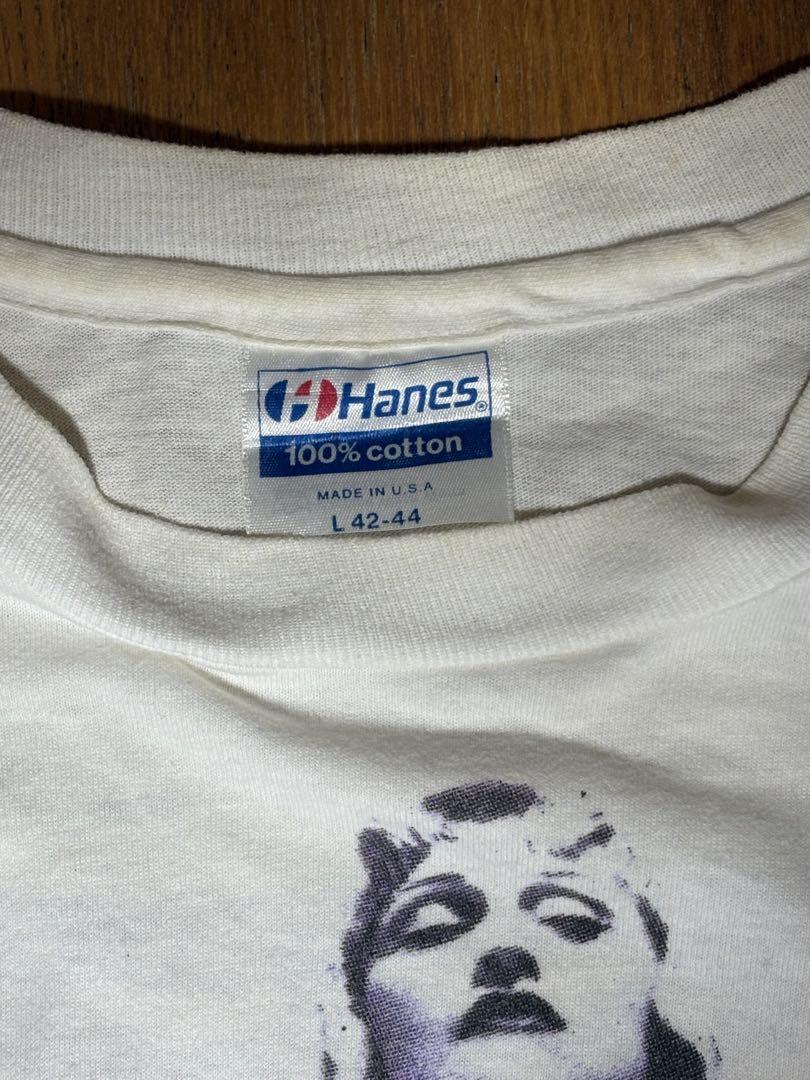 Hanes®
100% cotton
MADE IN U.S.A
L 42-44